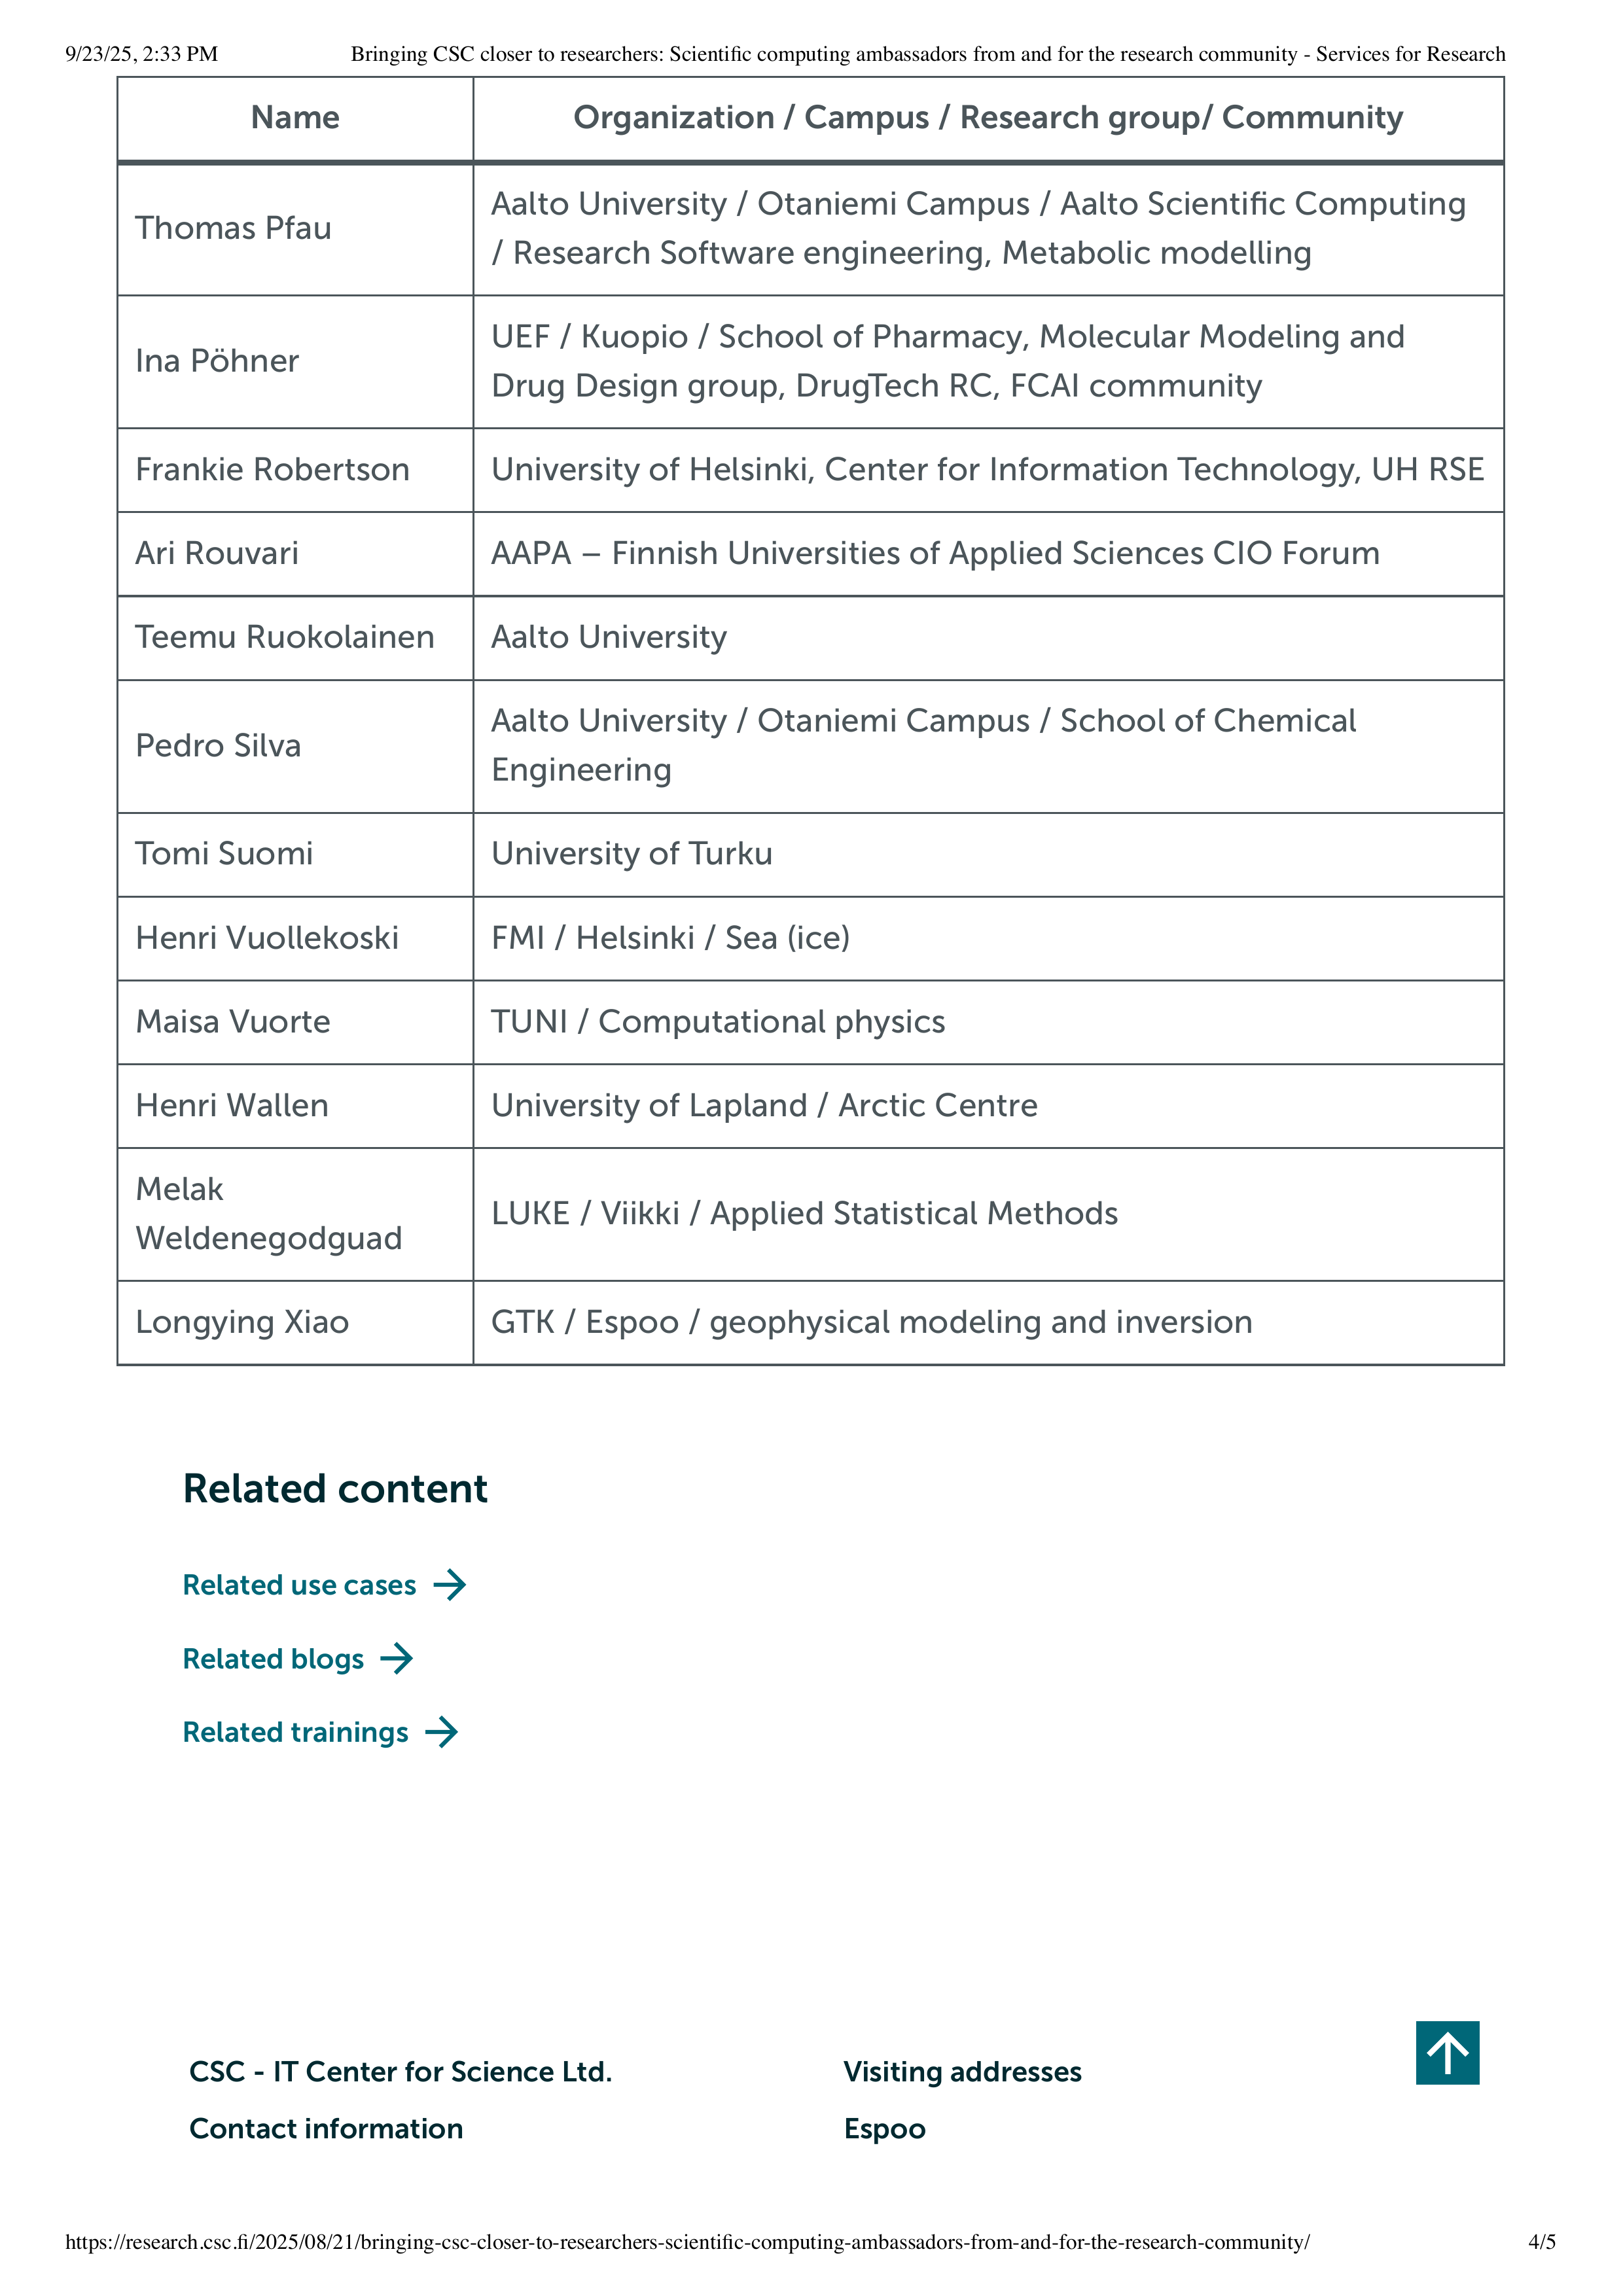 9/23/25, 2:33 PM Bringing CSC closer to researchers: Scientific computing ambassadors from and for the research community - Services for Research
Name Organization / Campus / Research group/ Community
Thomas Pfau Aalto University / Otaniemi Campus / Aalto Scientific Computing
/ Research Software engineering, Metabolic modelling
Ina Pöhner UEF / Kuopio / School of Pharmacy, Molecular Modeling and
Drug Design group, DrugTech RC, FCAI community
Frankie Robertson University of Helsinki, Center for Information Technology, UH RSE
Ari Rouvari AAPA – Finnish Universities of Applied Sciences CIO Forum
Teemu Ruokolainen Aalto University
Pedro Silva Aalto University / Otaniemi Campus / School of Chemical
Engineering
Tomi Suomi University of Turku
Henri Vuollekoski FMI / Helsinki / Sea (ice)
Maisa Vuorte TUNI / Computational physics
Henri Wallen University of Lapland / Arctic Centre
Melak
Weldenegodguad LUKE / Viikki / Applied Statistical Methods
Longying Xiao GTK / Espoo / geophysical modeling and inversion
Related content
Related use cases
Related blogs
Related trainings
CSC - IT Center for Science Ltd. Visiting addresses
Contact information Espoo
https://research.csc.fi/2025/08/21/bringing-csc-closer-to-researchers-scientific-computing-ambassadors-from-and-for-the-research-community/ 4/5